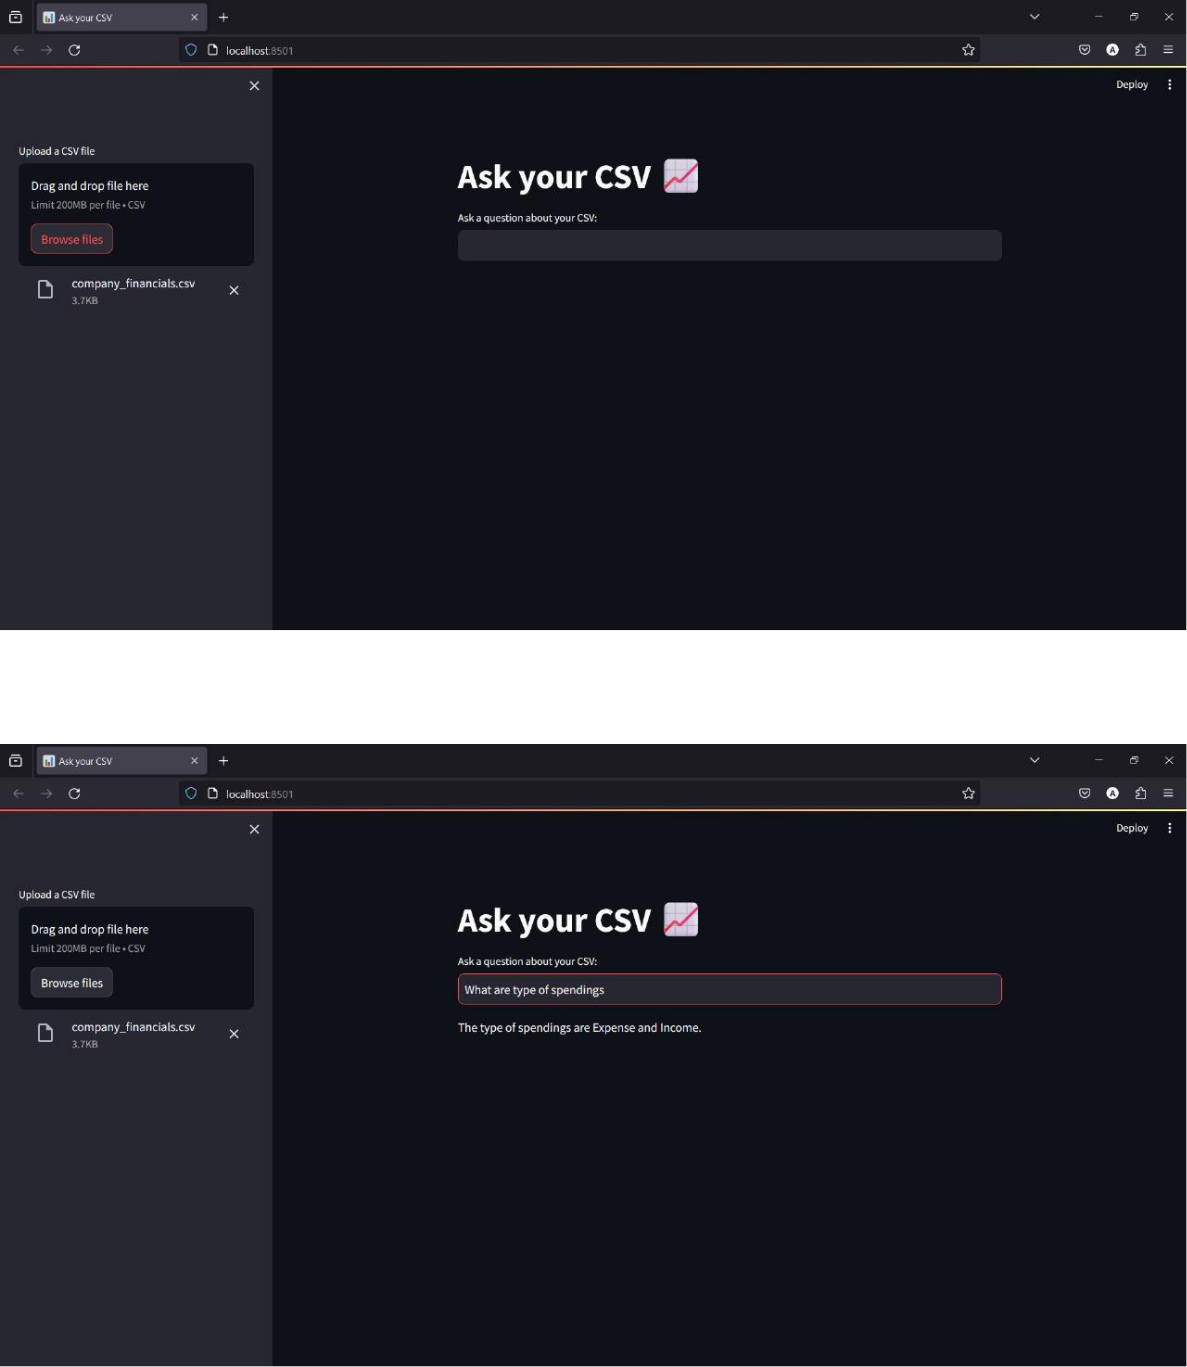 Ask your CSV
localhost:8501
Deploy
Upload a CSV file
Drag and drop file here
Limit 200MB per file • CSV
Browse files
company_financials.csv
3.7KB
Ask your CSV
Ask a question about your CSV:
Ask your CSV
localhost:8501
Deploy
Upload a CSV file
Drag and drop file here
Limit 200MB per file • CSV
Browse files
company_financials.csv
3.7KB
Ask your CSV
Ask a question about your CSV:
What are type of spendings
The type of spendings are Expense and Income.